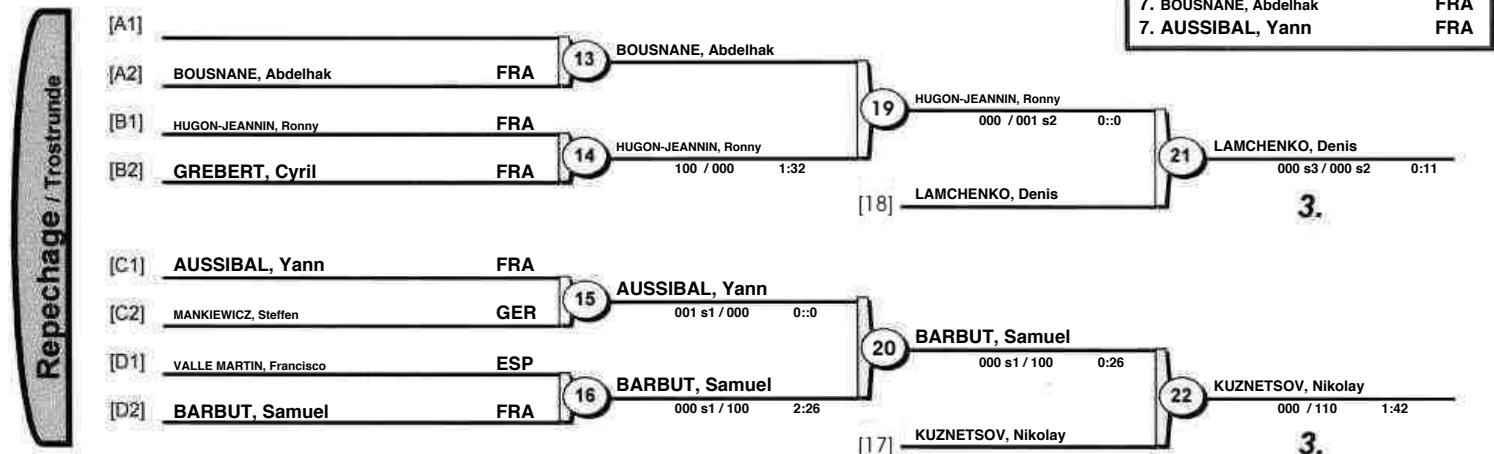 7. BOUSNANE, Abdelhak FRA
7. AUSSIBAL, Yann FRA
Repechage / Trostrunde
[A1]
[A2] BOUSNANE, Abdelhak FRA
13 BOUSNANE, Abdelhak
[B1] HUGON-JEANNIN, Ronny FRA
[B2] GREBERT, Cyril FRA
14 HUGON-JEANNIN, Ronny
100 / 000 1:32
19 HUGON-JEANNIN, Ronny
000 / 001 s2 0::0
[18] LAMCHENKO, Denis
21 LAMCHENKO, Denis
000 s3 / 000 s2 0:11
3.
[C1] AUSSIBAL, Yann FRA
[C2] MANKIEWICZ, Steffen GER
15 AUSSIBAL, Yann
001 s1 / 000 0::0
[D1] VALLE MARTIN, Francisco ESP
[D2] BARBUT, Samuel FRA
16 BARBUT, Samuel
000 s1 / 100 2:26
20 BARBUT, Samuel
000 s1 / 100 0:26
[17] KUZNETSOV, Nikolay
22 KUZNETSOV, Nikolay
000 / 110 1:42
3.